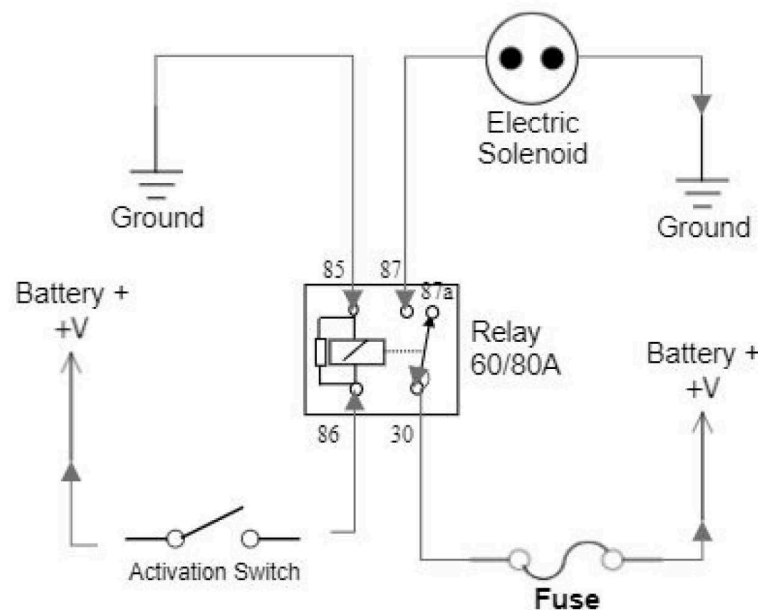 Electric
Solenoid
Ground
Ground
85
87
87a
Battery +
+V
Relay
60/80A
Battery +
+V
86
30
Activation Switch
Fuse